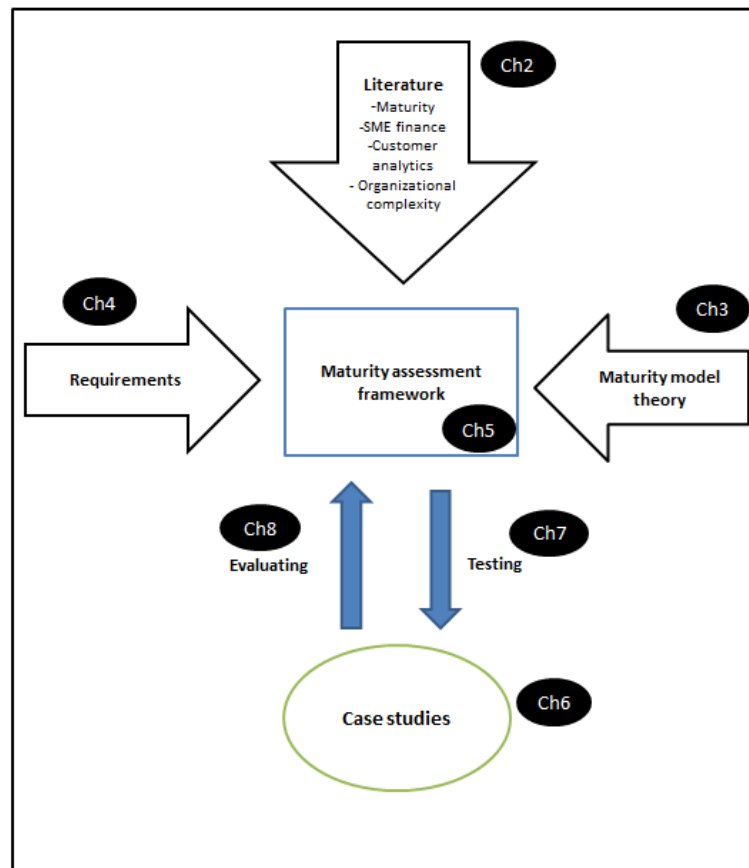 Ch2
Literature
-Maturity
-SME finance
-Customer
analytics
- Organizational
complexity
Ch4
Ch3
Requirements
Maturity assessment
framework
Maturity model
theory
Ch5
Ch8
Ch7
Evaluating
Testing
Case studies
Ch6